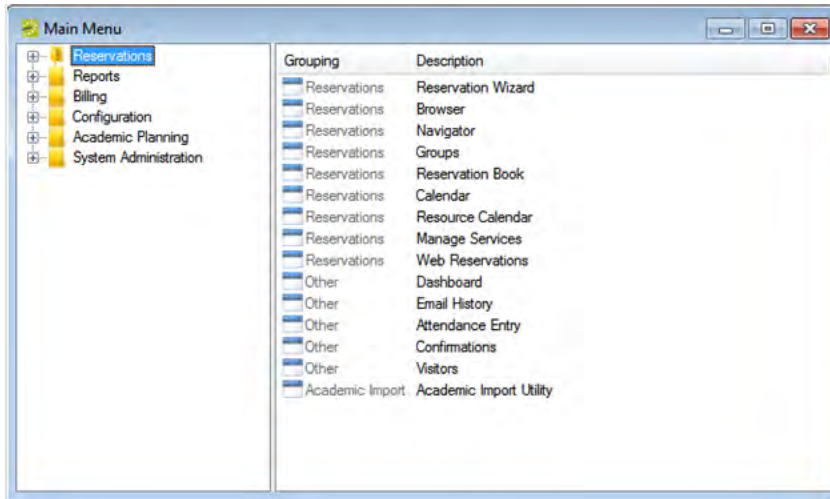 Main Menu
Reservations
Reports
Billing
Configuration
Academic Planning
System Administration
Grouping Description
Reservations Reservation Wizard
Reservations Browser
Reservations Navigator
Reservations Groups
Reservations Reservation Book
Reservations Calendar
Reservations Resource Calendar
Reservations Manage Services
Reservations Web Reservations
Other Dashboard
Other Email History
Other Attendance Entry
Other Confirmations
Other Visitors
Academic Import Academic Import Utility